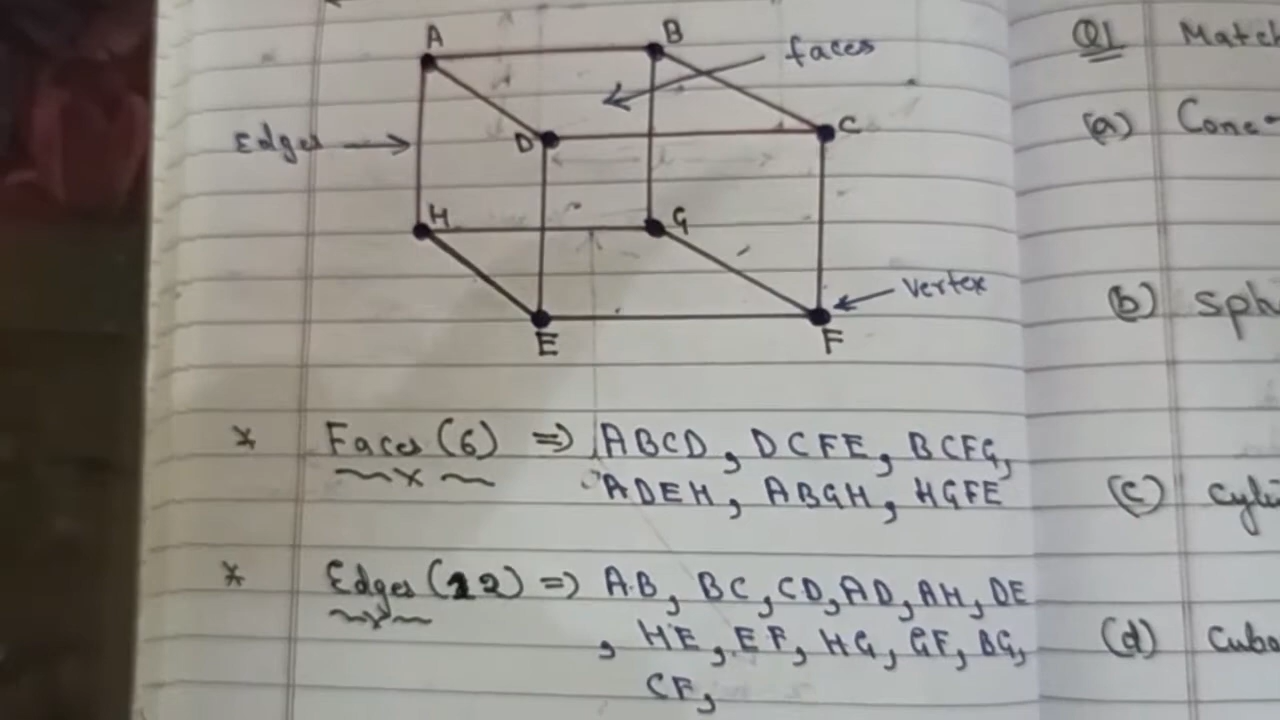 A
B
faces
Q1 Match
C
(a) Cone
Edges
D
l
H
G
Vertex
(b) Sph
E
F
* Faces (6) => ABCD, DCFE, BCFG,
ADEH, ABGH, HGFE
(c) Cyli
* Edges (12) => AB, BC, CD, AD, AH, DE
, HE, EF, HG, GF, BG,
(d) Cubo
CF,